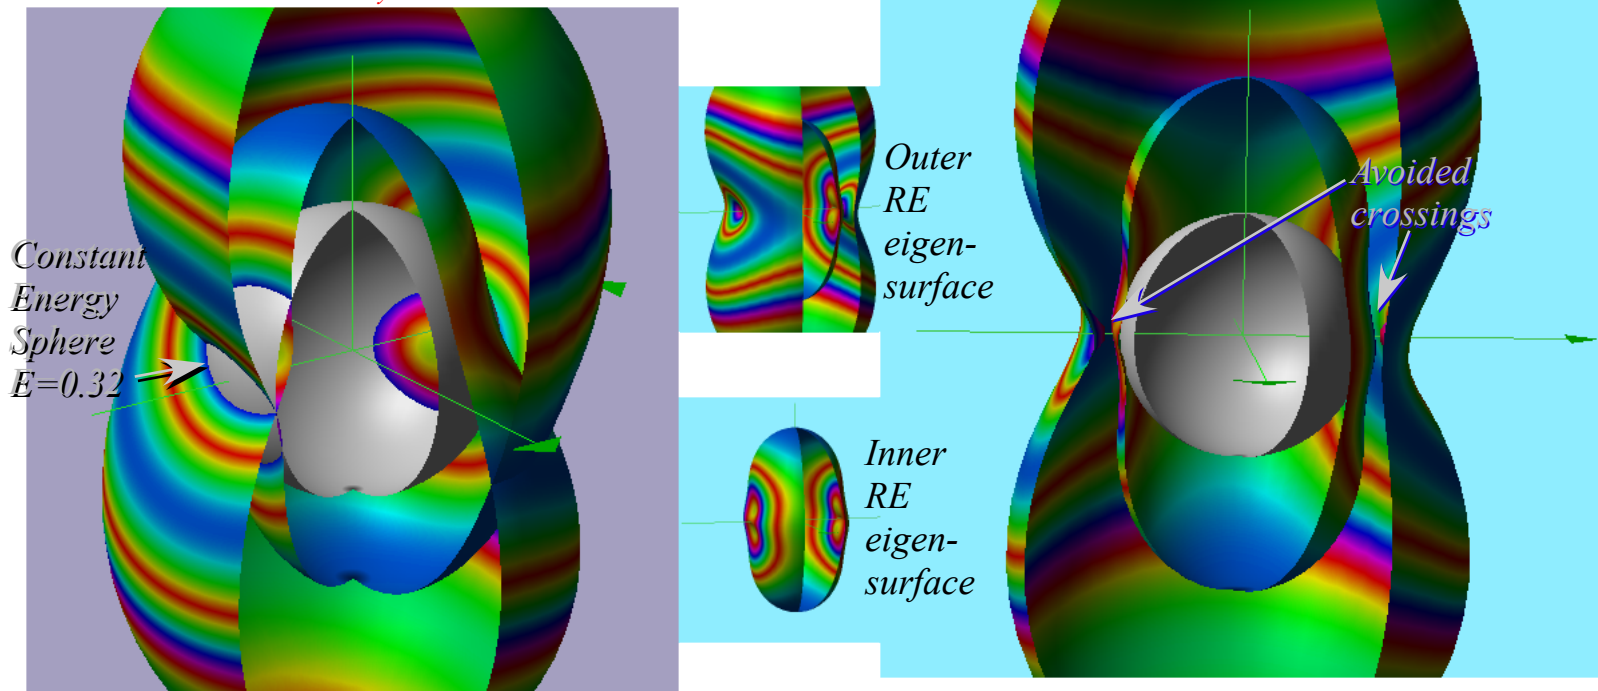 Constant
Energy
Sphere
E=0.32
Outer
RE
eigen-
surface
Inner
RE
eigen-
surface
Avoided
crossings